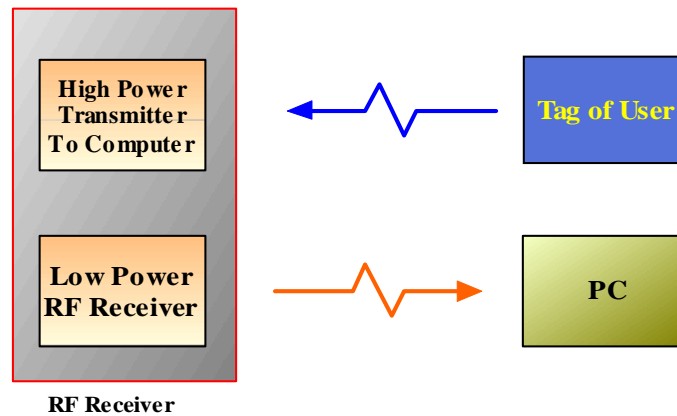 High Power
Transmitter
To Computer
Tag of User
Low Power
RF Receiver
PC
RF Receiver